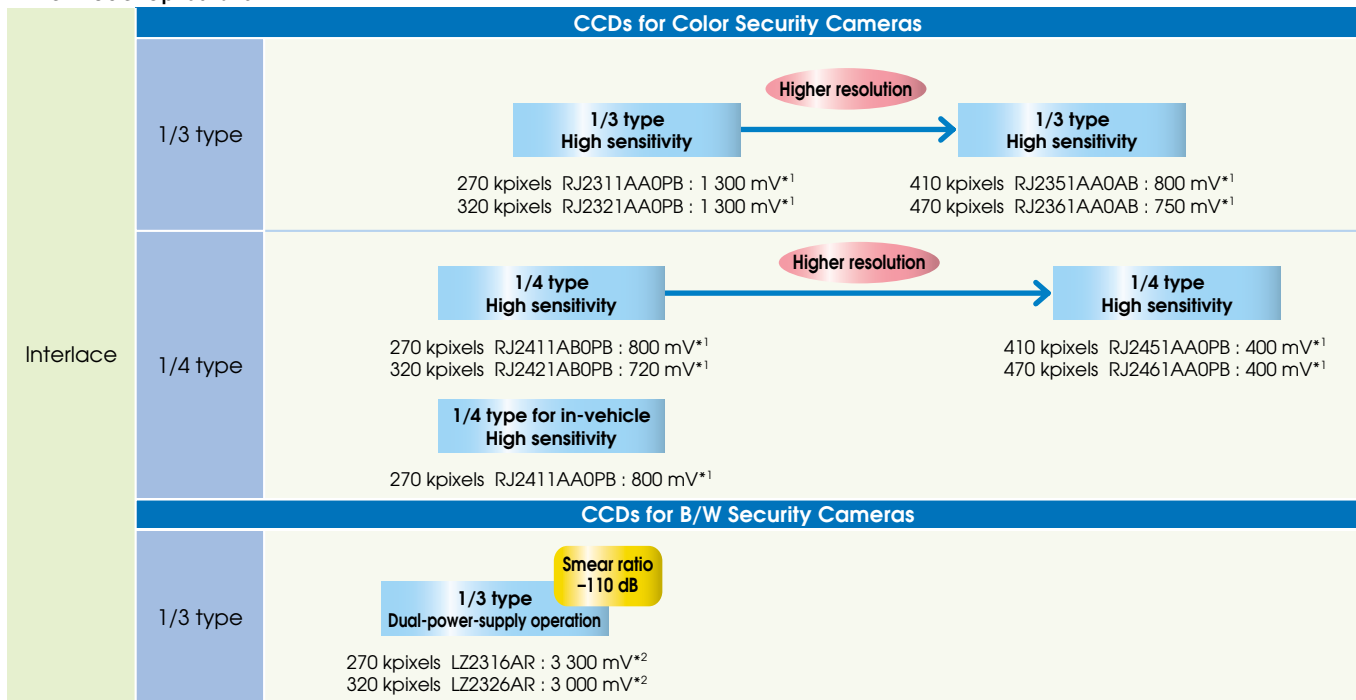 CCDs for Color Security Cameras
Interlace
1/3 type
Higher resolution
1/3 type
High sensitivity
1/3 type
High sensitivity
270 kpixels RJ2311AA0PB : 1 300 mV*1
320 kpixels RJ2321AA0PB : 1 300 mV*1
410 kpixels RJ2351AA0AB : 800 mV*1
470 kpixels RJ2361AA0AB : 750 mV*1
1/4 type
Higher resolution
1/4 type
High sensitivity
1/4 type
High sensitivity
270 kpixels RJ2411AB0PB : 800 mV*1
320 kpixels RJ2421AB0PB : 720 mV*1
410 kpixels RJ2451AA0PB : 400 mV*1
470 kpixels RJ2461AA0PB : 400 mV*1
1/4 type for in-vehicle
High sensitivity
270 kpixels RJ2411AA0PB : 800 mV*1
CCDs for B/W Security Cameras
1/3 type
Smear ratio
–110 dB
1/3 type
Dual-power-supply operation
270 kpixels LZ2316AR : 3 300 mV*2
320 kpixels LZ2326AR : 3 000 mV*2